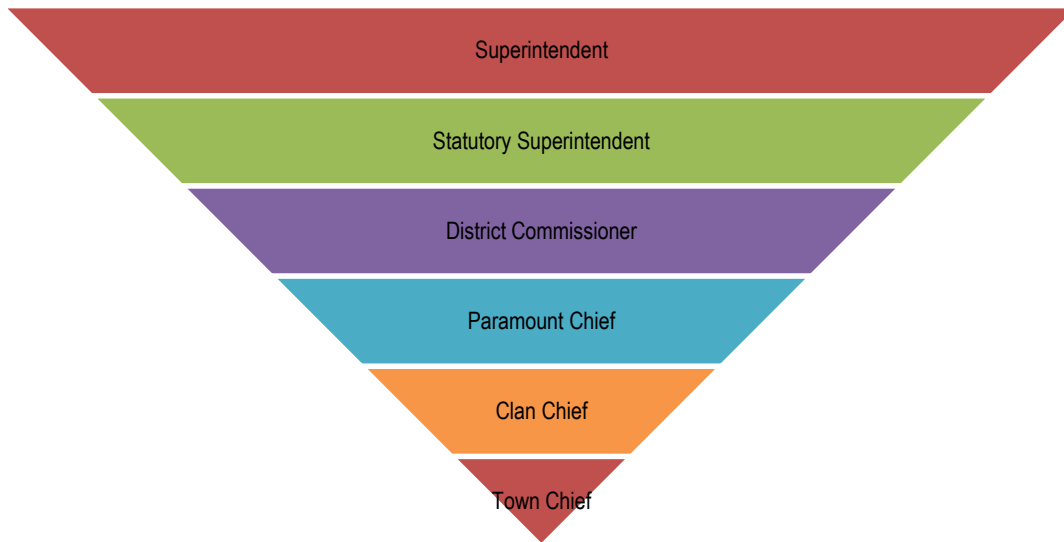 Superintendent
Statutory Superintendent
District Commissioner
Paramount Chief
Clan Chief
Town Chief